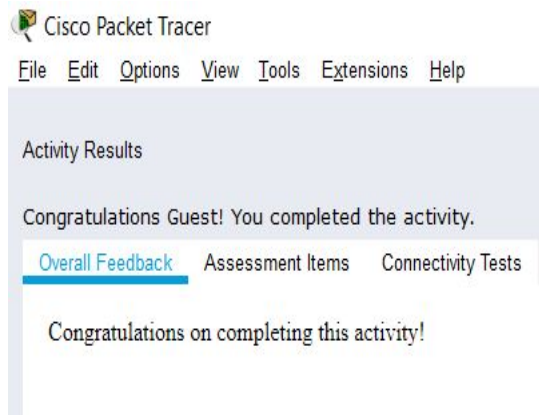 Cisco Packet Tracer
File Edit Options View Tools Extensions Help
Activity Results
Congratulations Guest! You completed the activity.
Overall Feedback Assessment Items Connectivity Tests
Congratulations on completing this activity!